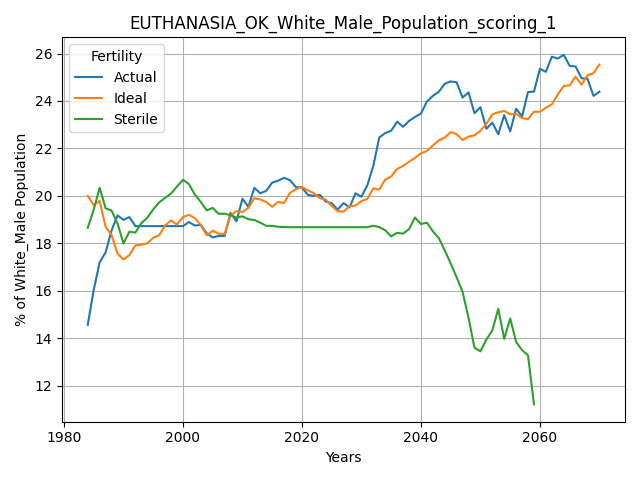 EUTHANASIA_OK_White_Male_Population_scoring_1
Fertility
Actual
Ideal
Sterile
% of White_Male Population
26
24
22
20
18
16
14
12
1980 2000 2020 2040 2060
Years